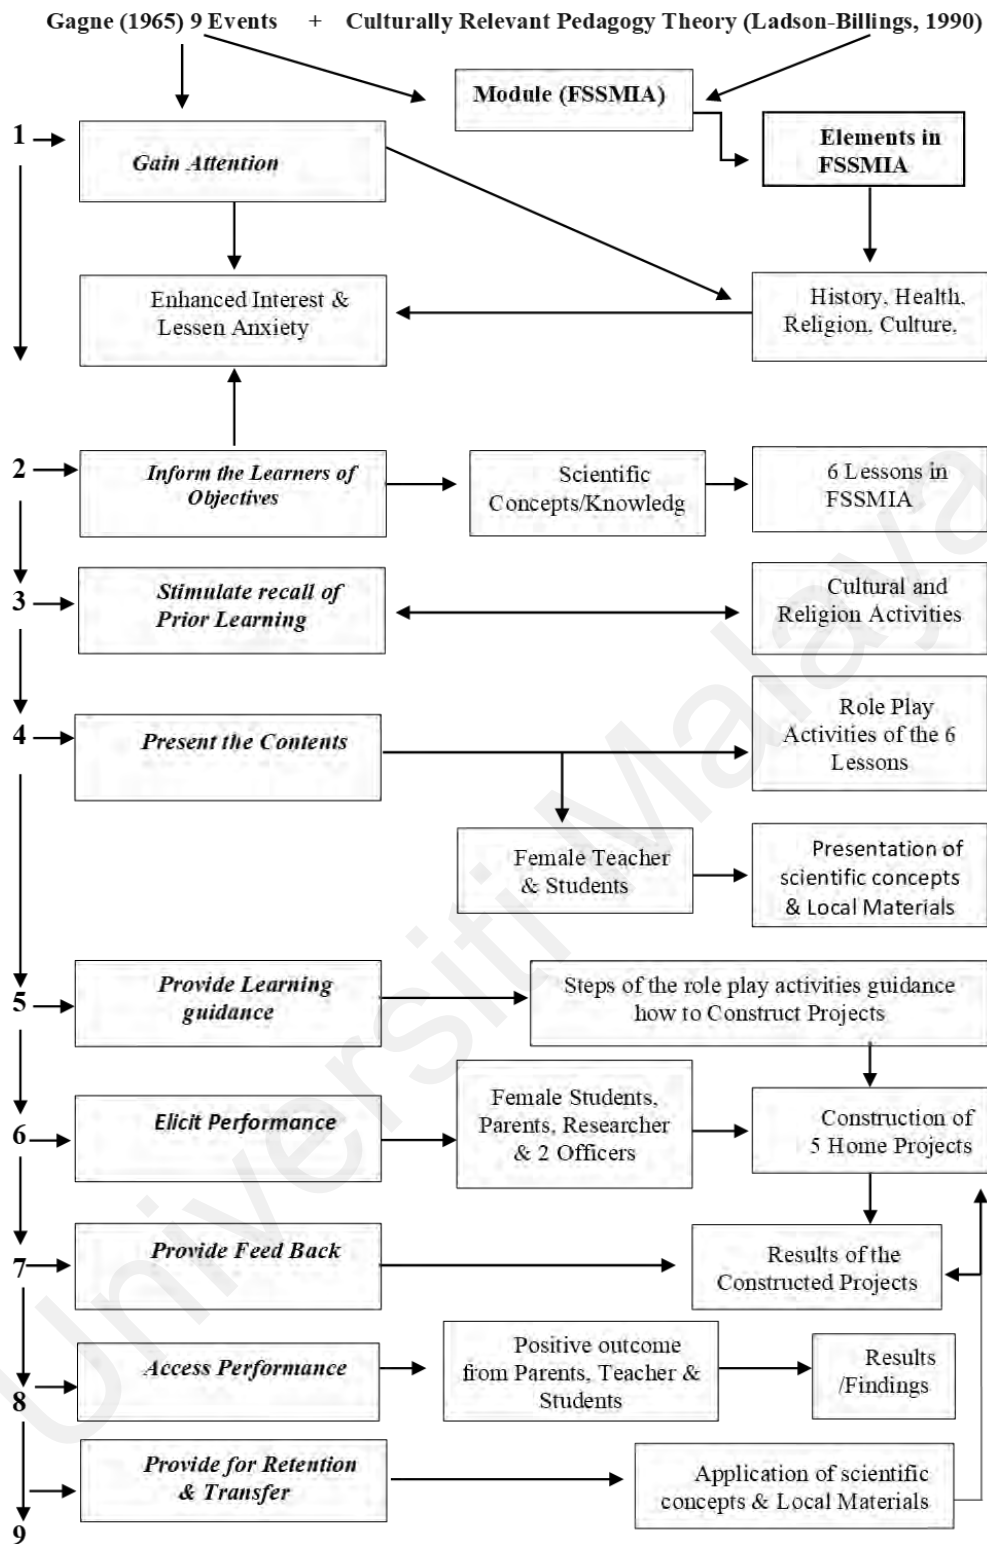 Gagne (1965) 9 Events + Culturally Relevant Pedagogy Theory (Ladson-Billings, 1990)
Module (FSSMIA)
1
Gain Attention
Elements in
FSSMIA
Enhanced Interest &
Lessen Anxiety
History, Health,
Religion, Culture,
2
Inform the Learners of
Objectives
Scientific
Concepts/Knowledg
6 Lessons in
FSSMIA
3
Stimulate recall of
Prior Learning
Cultural and
Religion Activities
4
Present the Contents
Role Play
Activities of the 6
Lessons
Female Teacher
& Students
Presentation of
scientific concepts
& Local Materials
5
Provide Learning
guidance
Steps of the role play activities guidance
how to Construct Projects
6
Elicit Performance
Female Students,
Parents, Researcher
& 2 Officers
Construction of
5 Home Projects
7
Provide Feed Back
Results of the
Constructed Projects
8
Access Performance
Positive outcome
from Parents, Teacher &
Students
Results
/Findings
9
Provide for Retention
& Transfer
Application of scientific
concepts & Local Materials
Universiti Malaya